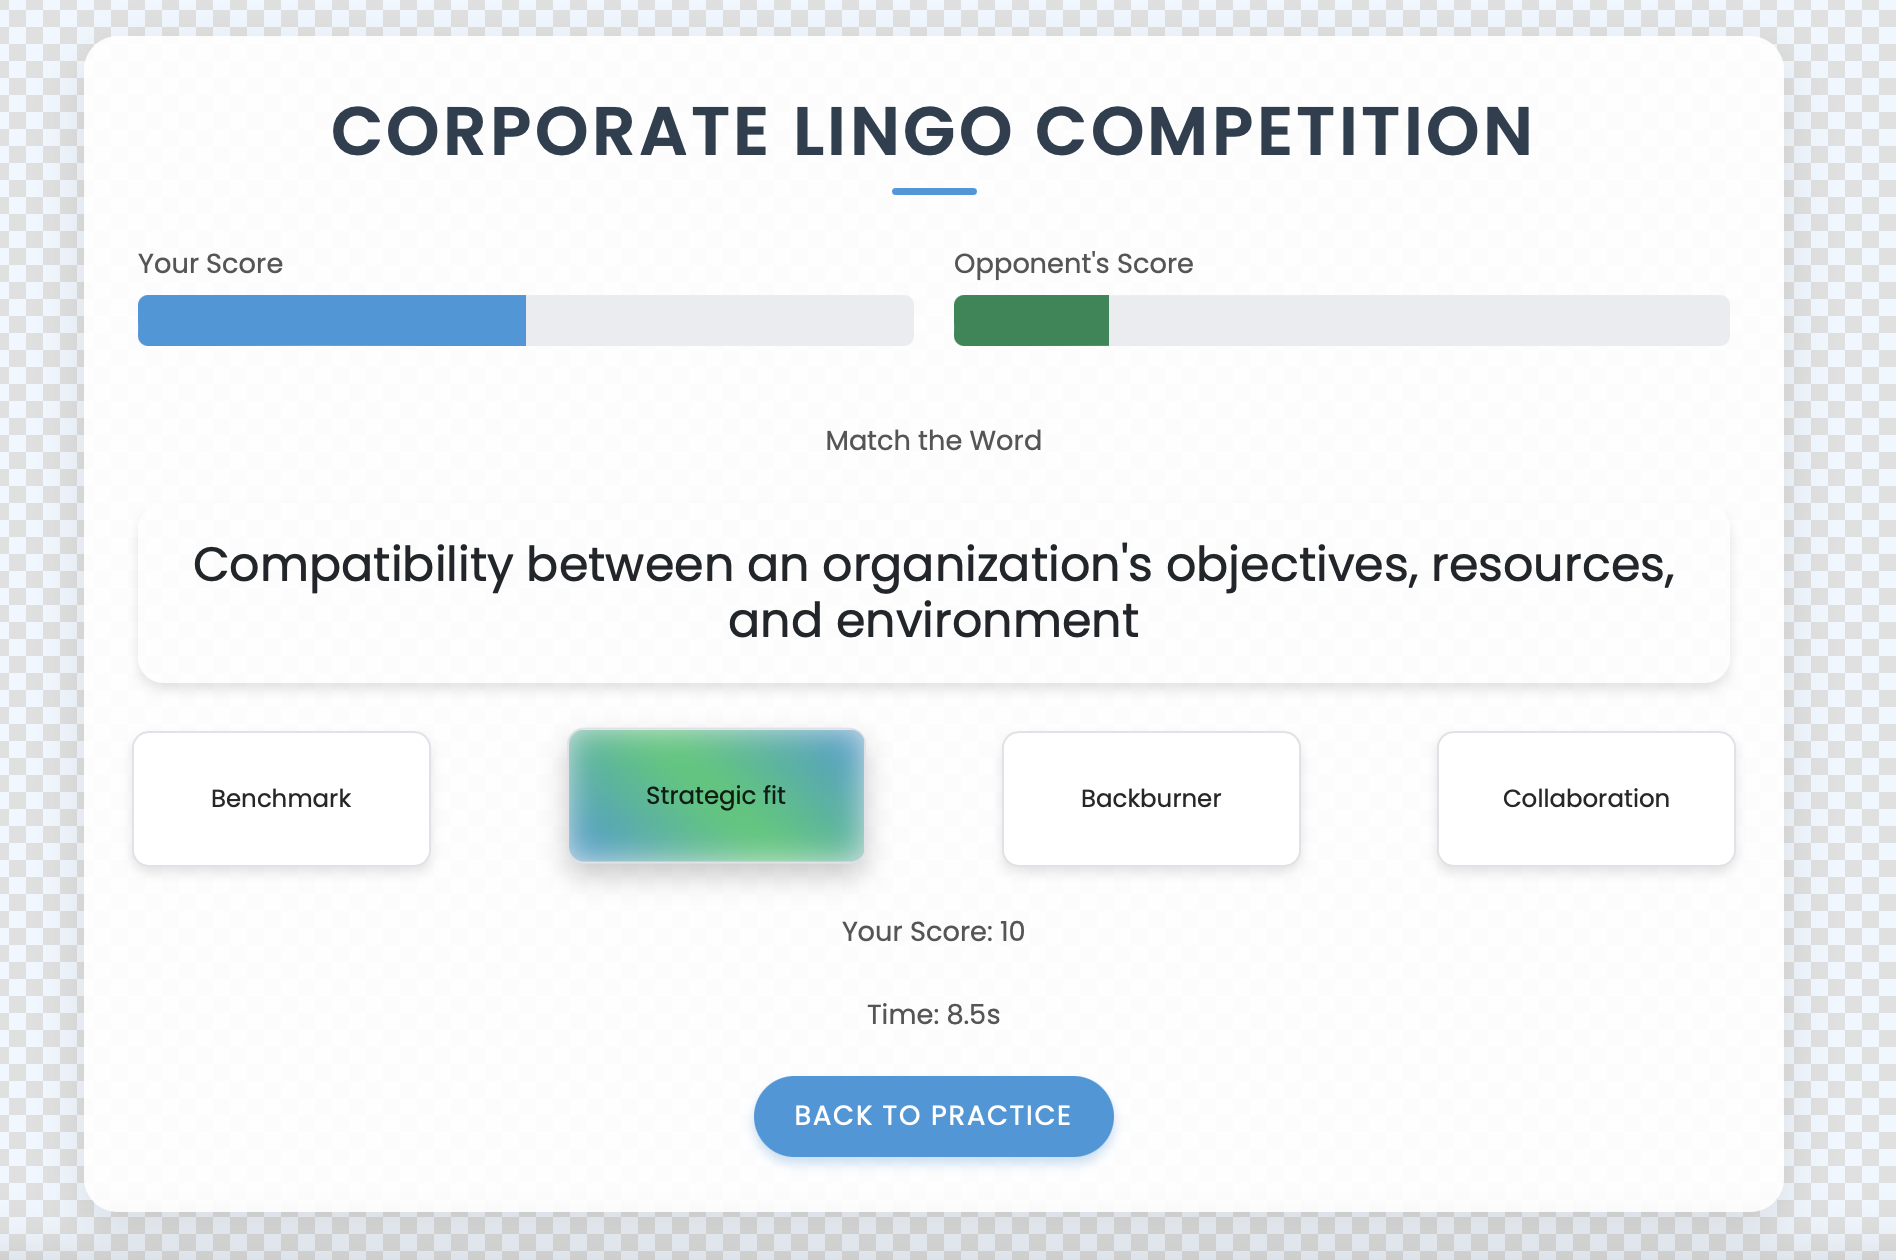 CORPORATE LINGO COMPETITION
Your Score
Opponent's Score
Match the Word
Compatibility between an organization's objectives, resources,
and environment
Benchmark
Strategic fit
Backburner
Collaboration
Your Score: 10
Time: 8.5s
BACK TO PRACTICE